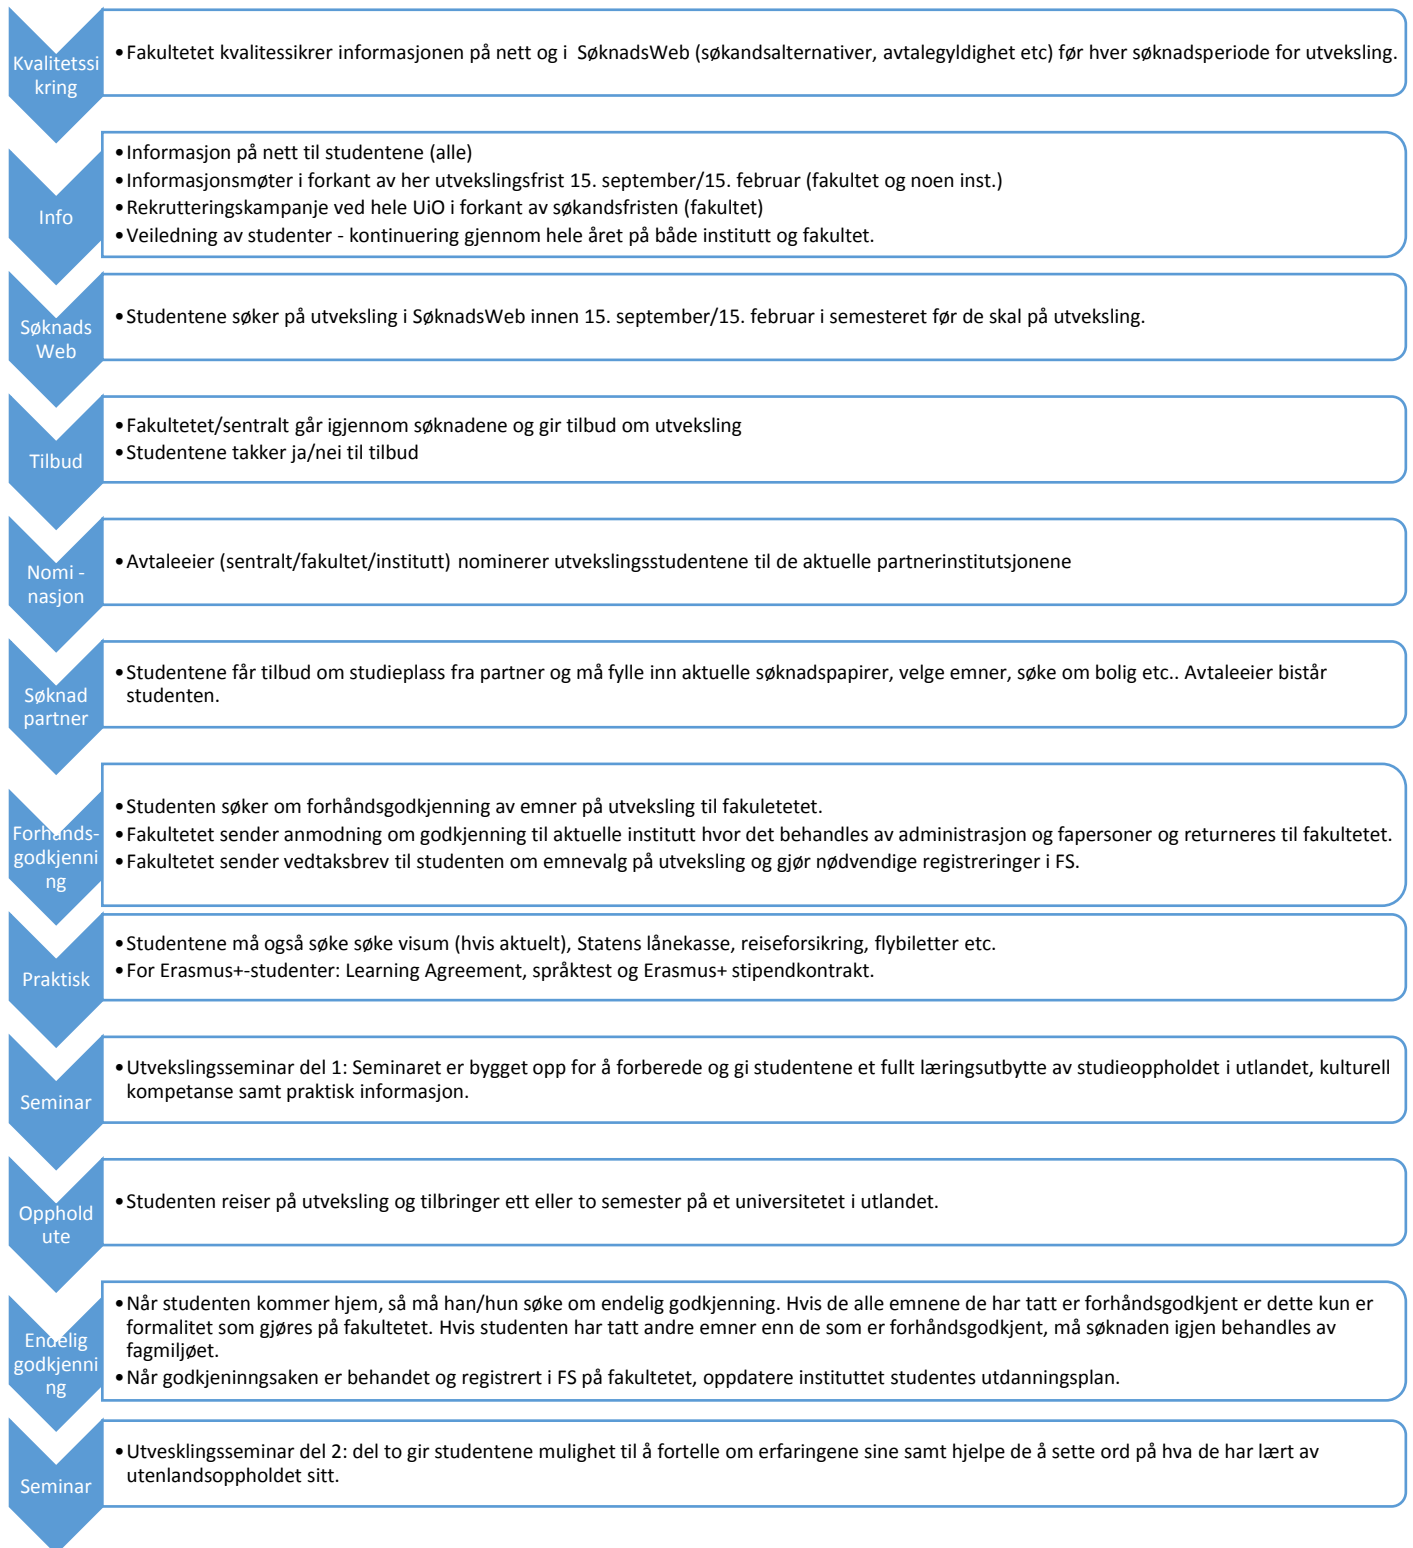 Kvalitetssi
kring
•Fakultetet kvalitessikrer informasjonen på nett og i  SøknadsWeb (søkandsalternativer, avtalegyldighet etc) før hver søknadsperiode for utveksling.
Info
•Informasjon på nett til studentene (alle)
•Informasjonsmøter i forkant av her utvekslingsfrist 15. september/15. februar (fakultet og noen inst.)
•Rekrutteringskampanje ved hele UiO i forkant av søkandsfristen (fakultet)
•Veiledning av studenter - kontinuering gjennom hele året på både institutt og fakultet.
Søknads
Web
•Studentene søker på utveksling i SøknadsWeb innen 15. september/15. februar i semesteret før de skal på utveksling.
Tilbud
•Fakultetet/sentralt går igjennom søknadene og gir tilbud om utveksling
•Studentene takker ja/nei til tilbud
Nomi -
nasjon
•Avtaleeier (sentralt/fakultet/institutt) nominerer utvekslingsstudentene til de aktuelle partnerinstitutsjonene
Søknad
partner
•Studentene får tilbud om studieplass fra partner og må fylle inn aktuelle søknadspapirer, velge emner, søke om bolig etc.. Avtaleeier bistår
studenten.
Forhånds-
godkjenni
ng
•Studenten søker om forhåndsgodkjenning av emner på utveksling til fakuletetet.
•Fakultetet sender anmodning om godkjenning til aktuelle institutt hvor det behandles av administrasjon og fapersoner og returneres til fakultetet.
•Fakultetet sender vedtaksbrev til studenten om emnevalg på utveksling og gjør nødvendige registreringer i FS.
Praktisk
•Studentene må også søke søke visum (hvis aktuelt), Statens lånekasse, reiseforsikring, flybiletter etc.
•For Erasmus+-studenter: Learning Agreement, språktest og Erasmus+ stipendkontrakt.
Seminar
•Utvekslingsseminar del 1: Seminaret er bygget opp for å forberede og gi studentene et fullt læringsutbytte av studieoppholdet i utlandet, kulturell
kompetanse samt praktisk informasjon.
Opphold
ute
•Studenten reiser på utveksling og tilbringer ett eller to semester på et universitetet i utlandet.
Endelig
godkjenni
ng
•Når studenten kommer hjem, så må han/hun søke om endelig godkjenning. Hvis de alle emnene de har tatt er forhåndsgodkjent er dette kun er
formalitet som gjøres på fakultetet. Hvis studenten har tatt andre emner enn de som er forhåndsgodkjent, må søknaden igjen behandles av
fagmiljøet.
•Når godkjeninngsaken er behandet og registrert i FS på fakultetet, oppdatere instituttet studentes utdanningsplan.
Seminar
•Utvesklingsseminar del 2: del to gir studentene mulighet til å fortelle om erfaringene sine samt hjelpe de å sette ord på hva de har lært av
utenlandsoppholdet sitt.